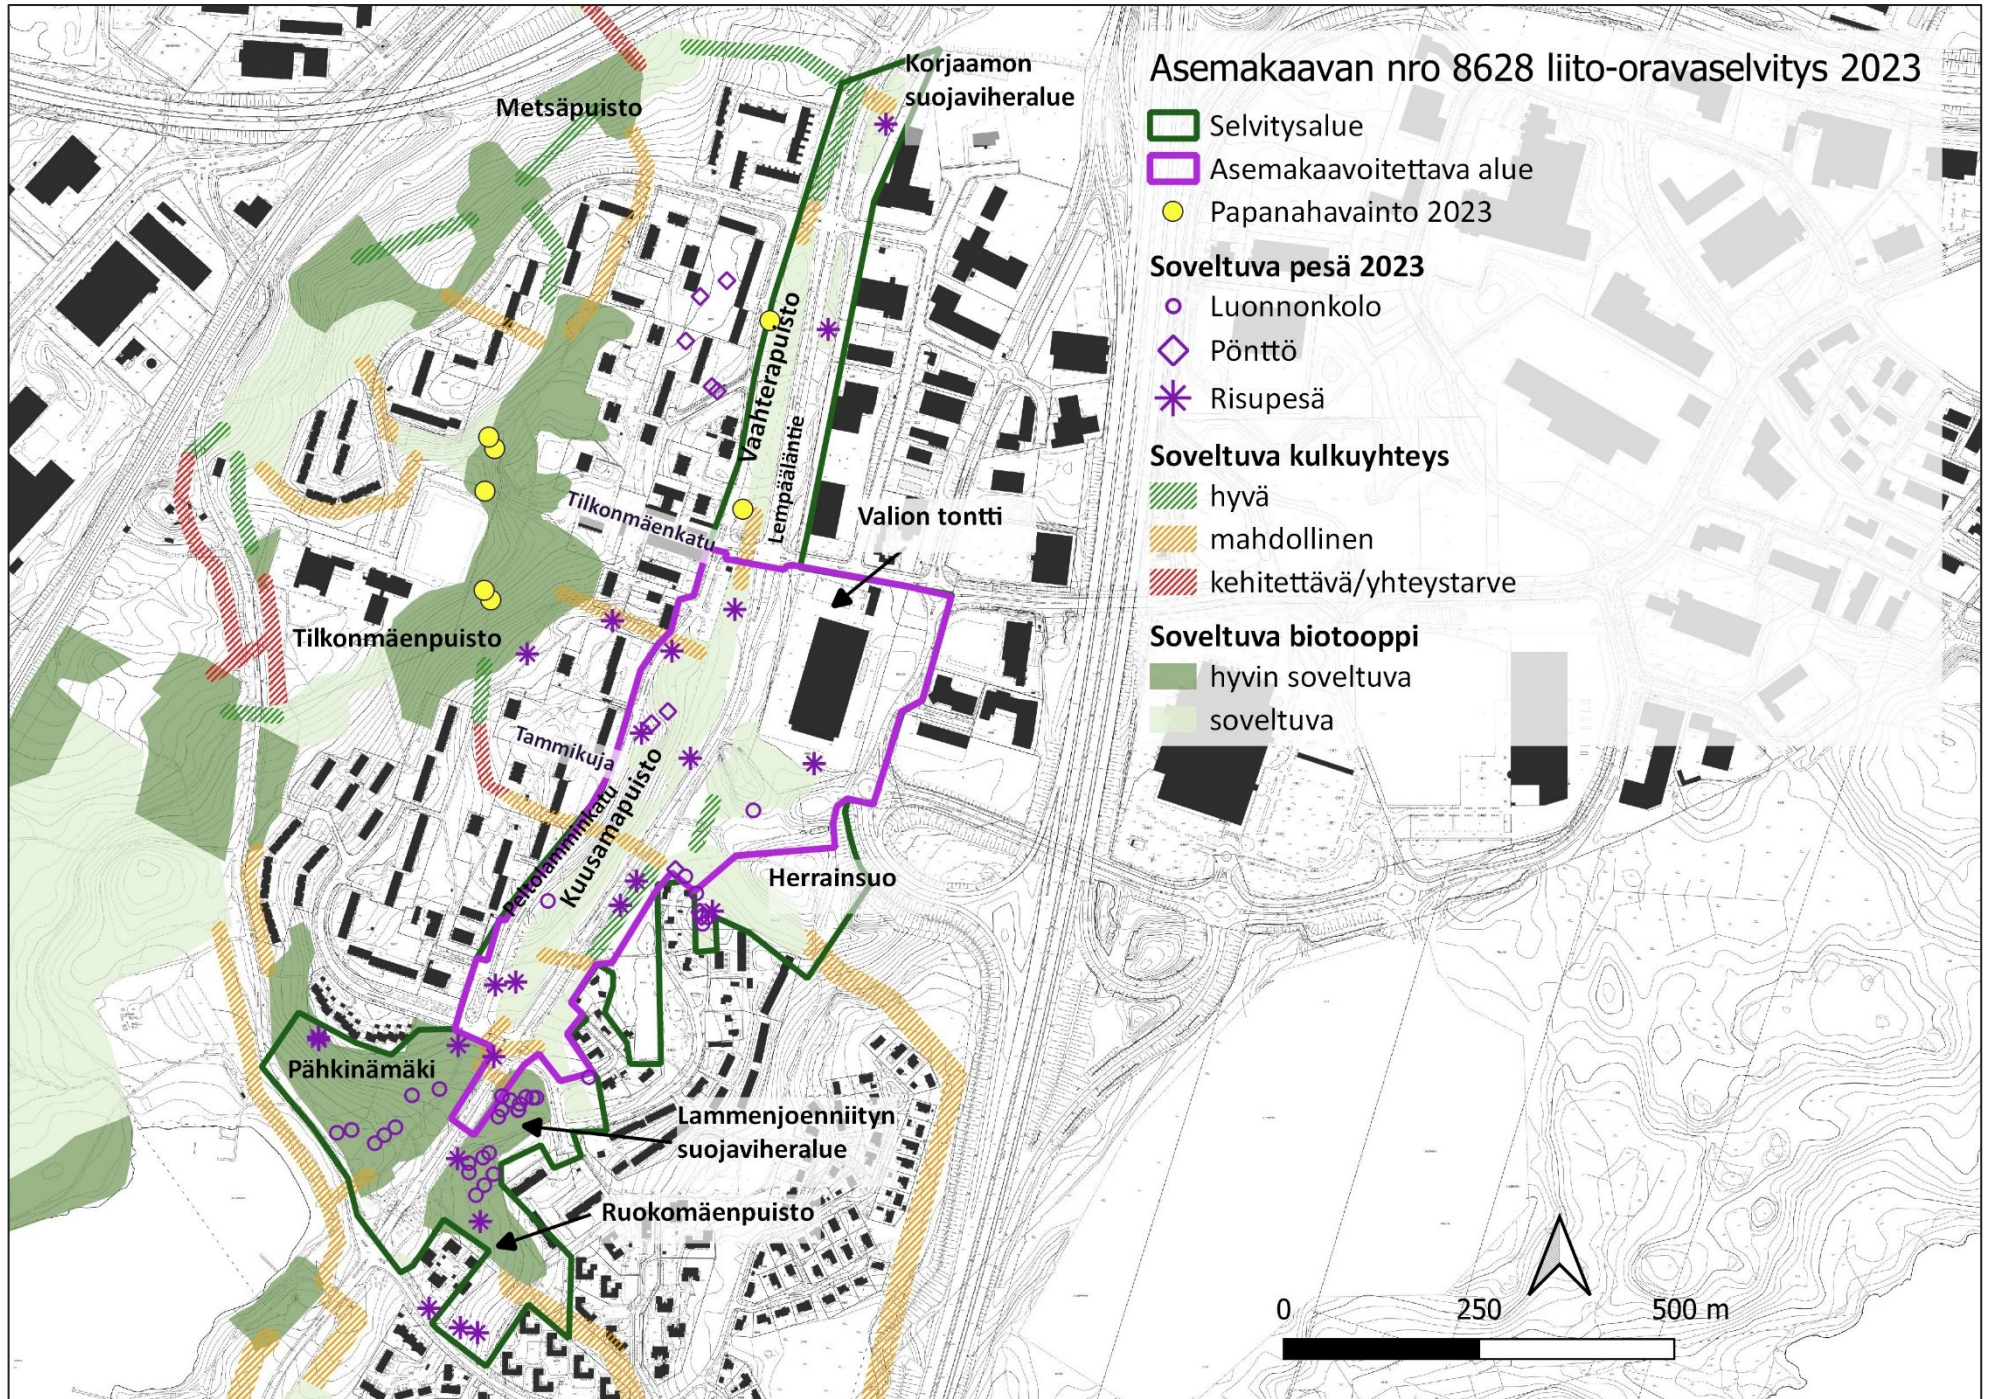 Asemakaavan nro 8628 liito-oravaselvitys 2023
Selvitysalue
Asemakaavoitettava alue
Papanahavainto 2023
Soveltuva pesä 2023
Luonnonkolo
Pönttö
Risupesä
Soveltuva kulkuyhteys
hyvä
mahdollinen
kehitettävä/yhteystarve
Soveltuva biotooppi
hyvin soveltuva
soveltuva
Korjaamon
suojaviheralue
Metsäpuisto
Vaahterapuisto
Lempääläntie
Tilkonmäenkatu
Valion tontti
Tilkonmäenpuisto
Tammikuja
Peltolamminkatu
Kuusamapuisto
Herrainsuo
Pähkinämäki
Lammenjoenniityn
suojaviheralue
Ruokomäenpuisto
0 250 500 m